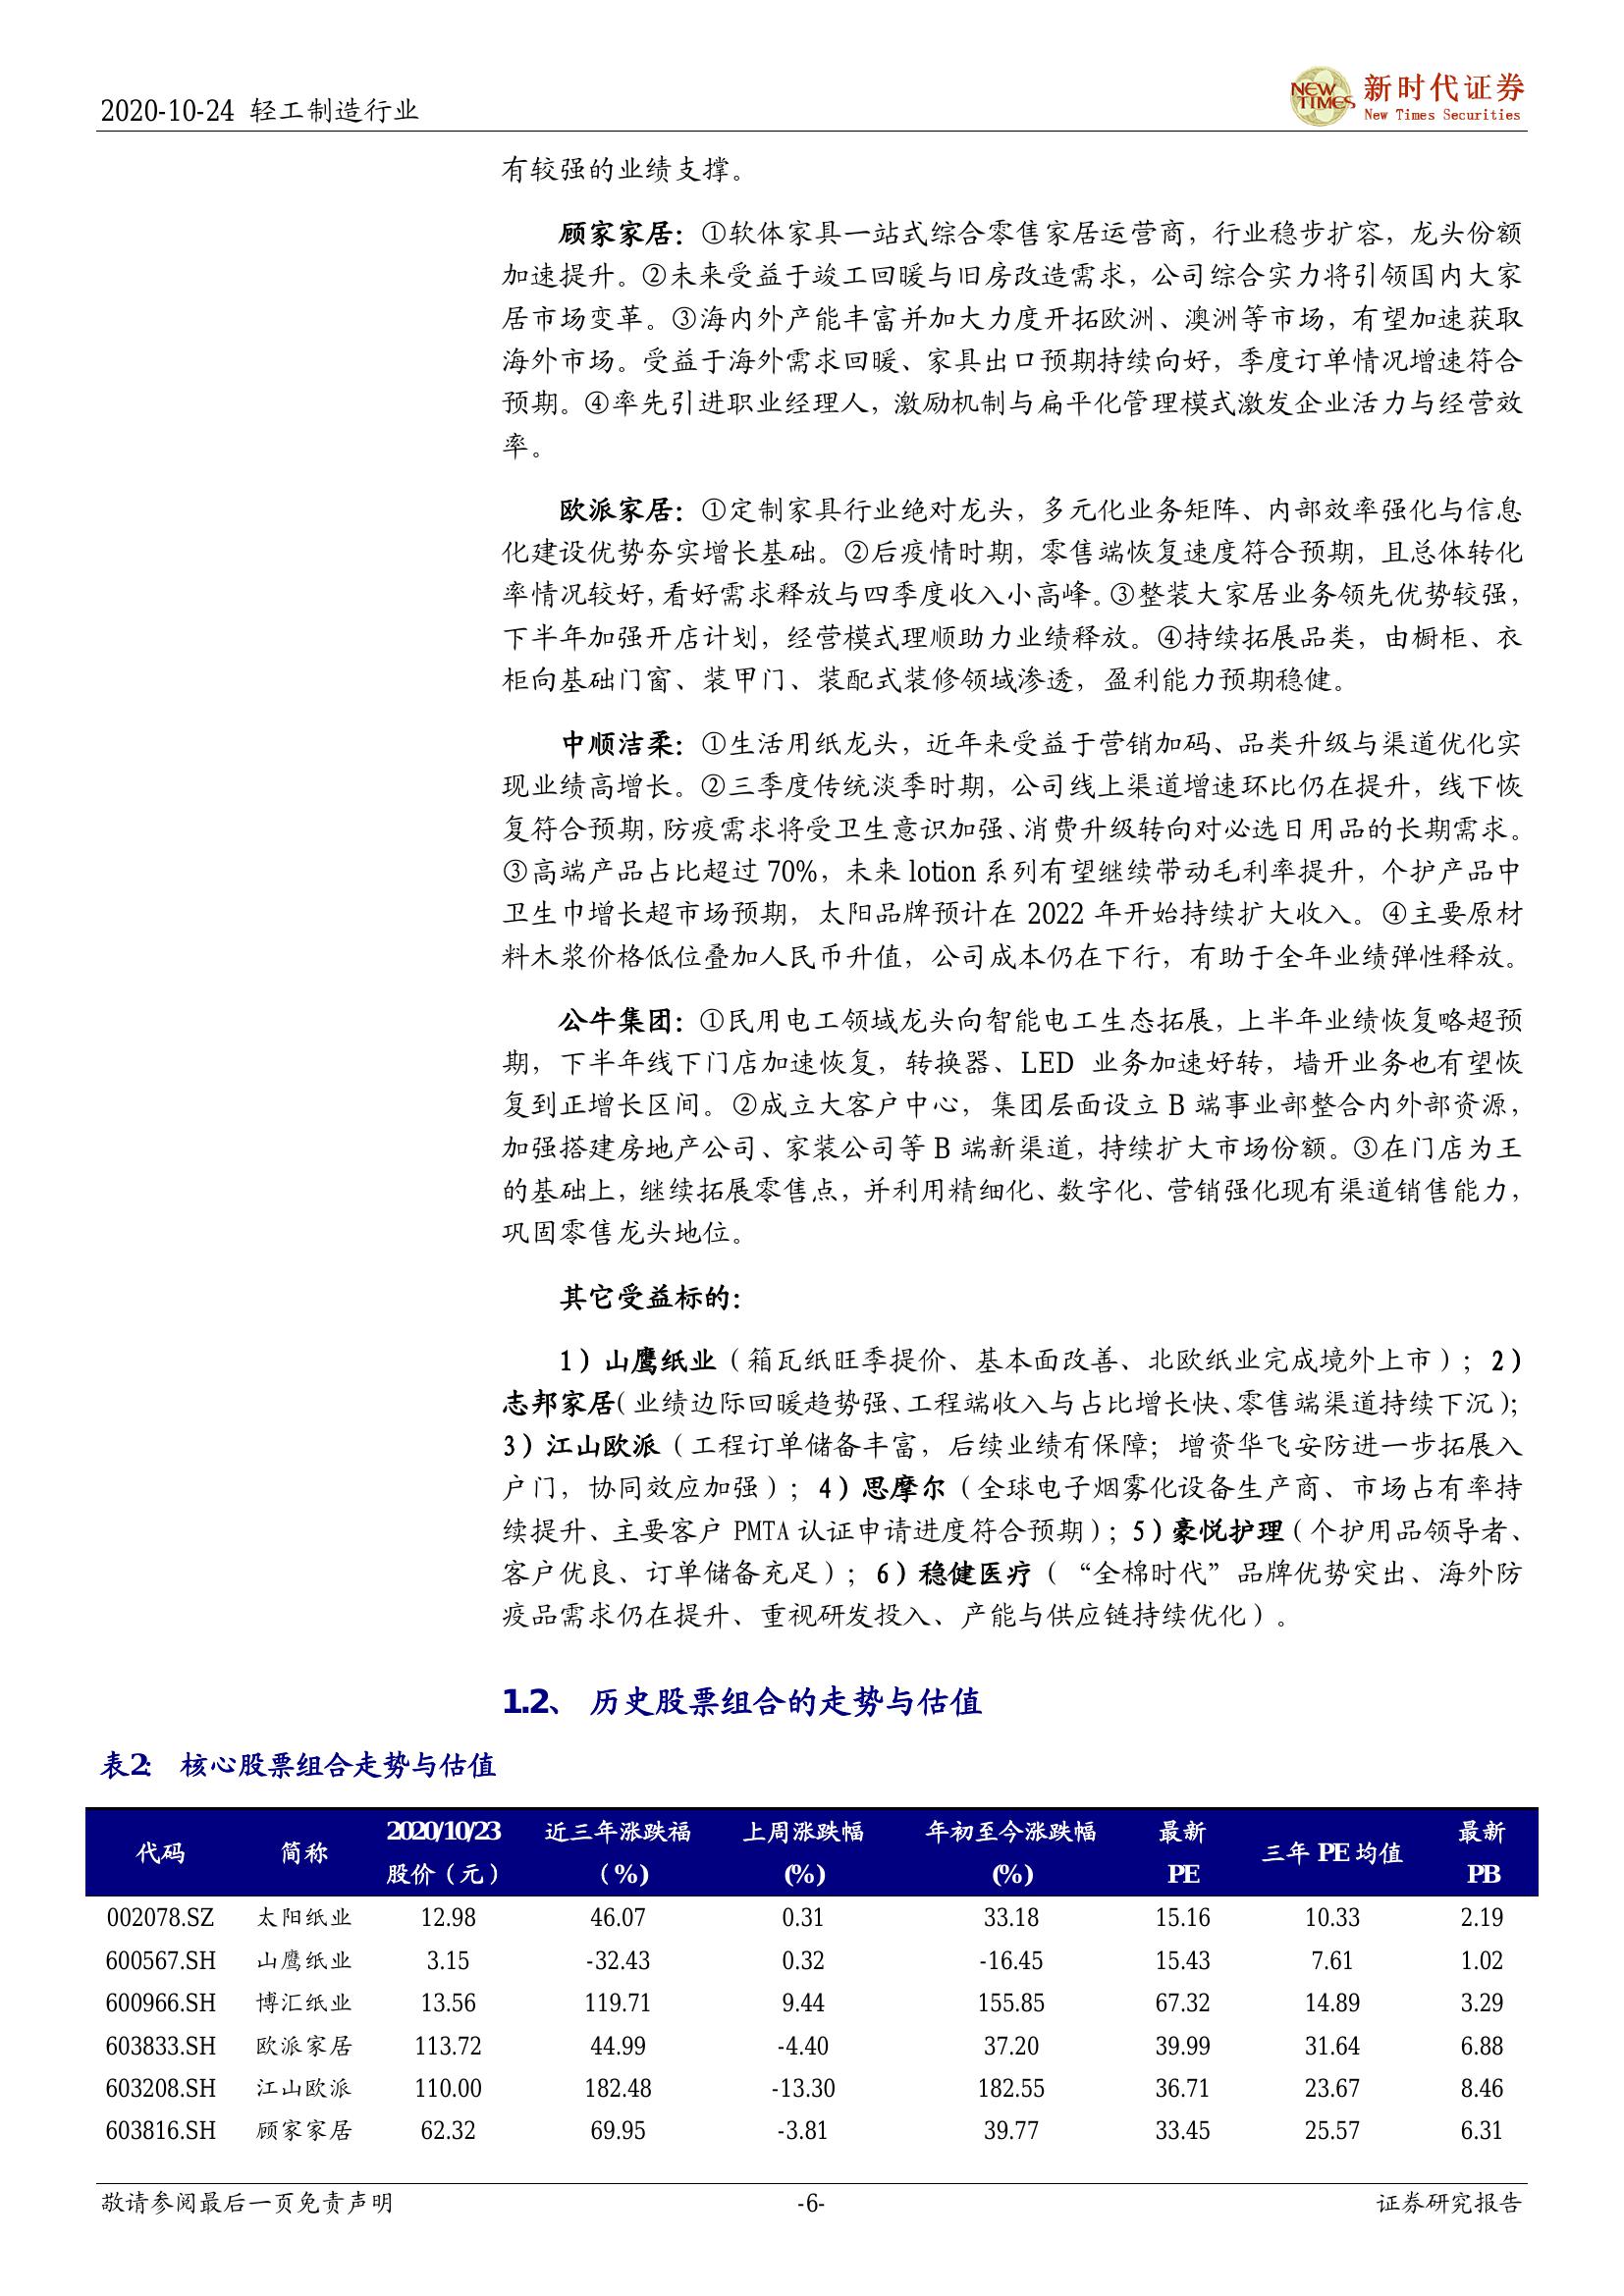 2020-10-24 轻工制造行业
NEW TIMES 新时代证券
New Times Securities
有较强的业绩支撑。
顾家家居：①软体家具一站式综合零售家居运营商，行业稳步扩容，龙头份额
加速提升。②未来受益于竣工回暖与旧房改造需求，公司综合实力将引领国内大家
居市场变革。③海内外产能丰富并加大力度开拓欧洲、澳洲等市场，有望加速获取
海外市场。受益于海外需求回暖、家具出口预期持续向好，季度订单情况增速符合
预期。④率先引进职业经理人，激励机制与扁平化管理模式激发企业活力与经营效
率。
欧派家居：①定制家具行业绝对龙头，多元化业务矩阵、内部效率强化与信息
化建设优势夯实增长基础。②后疫情时期，零售端恢复速度符合预期，且总体转化
率情况较好，看好需求释放与四季度收入小高峰。③整装大家居业务领先优势较强，
下半年加强开店计划，经营模式理顺助力业绩释放。④持续拓展品类，由橱柜、衣
柜向基础门窗、装甲门、装配式装修领域渗透，盈利能力预期稳健。
中顺洁柔：①生活用纸龙头，近年来受益于营销加码、品类升级与渠道优化实
现业绩高增长。②三季度传统淡季时期，公司线上渠道增速环比仍在提升，线下恢
复符合预期，防疫需求将受卫生意识加强、消费升级转向对必选日用品的长期需求。
③高端产品占比超过 70%，未来 lotion 系列有望继续带动毛利率提升，个护产品中
卫生巾增长超市场预期，太阳品牌预计在 2022 年开始持续扩大收入。④主要原材
料木浆价格低位叠加人民币升值，公司成本仍在下行，有助于全年业绩弹性释放。
公牛集团：①民用电工领域龙头向智能电工生态拓展，上半年业绩恢复略超预
期，下半年线下门店加速恢复，转换器、LED 业务加速好转，墙开业务也有望恢
复到正增长区间。②成立大客户中心，集团层面设立 B 端事业部整合内外部资源，
加强搭建房地产公司、家装公司等 B 端新渠道，持续扩大市场份额。③在门店为王
的基础上，继续拓展零售点，并利用精细化、数字化、营销强化现有渠道销售能力，
巩固零售龙头地位。
其它受益标的：
1）山鹰纸业（箱瓦纸旺季提价、基本面改善、北欧纸业完成境外上市）；2）
志邦家居（业绩边际回暖趋势强、工程端收入与占比增长快、零售端渠道持续下沉）；
3）江山欧派（工程订单储备丰富，后续业绩有保障；增资华飞安防进一步拓展入
户门，协同效应加强）；4）思摩尔（全球电子烟雾化设备生产商、市场占有率持
续提升、主要客户 PMTA 认证申请进度符合预期）；5）豪悦护理（个护用品领导者、
客户优良、订单储备充足）；6）稳健医疗（“全棉时代”品牌优势突出、海外防
疫品需求仍在提升、重视研发投入、产能与供应链持续优化）。
1.2、 历史股票组合的走势与估值
表2： 核心股票组合走势与估值
代码 简称 2020/10/23 股价（元） 近三年涨跌福（%） 上周涨跌幅（%） 年初至今涨跌幅（%） 最新 PE 三年 PE 均值 最新 PB
002078.SZ 太阳纸业 12.98 46.07 0.31 33.18 15.16 10.33 2.19
600567.SH 山鹰纸业 3.15 -32.43 0.32 -16.45 15.43 7.61 1.02
600966.SH 博汇纸业 13.56 119.71 9.44 155.85 67.32 14.89 3.29
603833.SH 欧派家居 113.72 44.99 -4.40 37.20 39.99 31.64 6.88
603208.SH 江山欧派 110.00 182.48 -13.30 182.55 36.71 23.67 8.46
603816.SH 顾家家居 62.32 69.95 -3.81 39.77 33.45 25.57 6.31
敬请参阅最后一页免责声明 -6- 证券研究报告